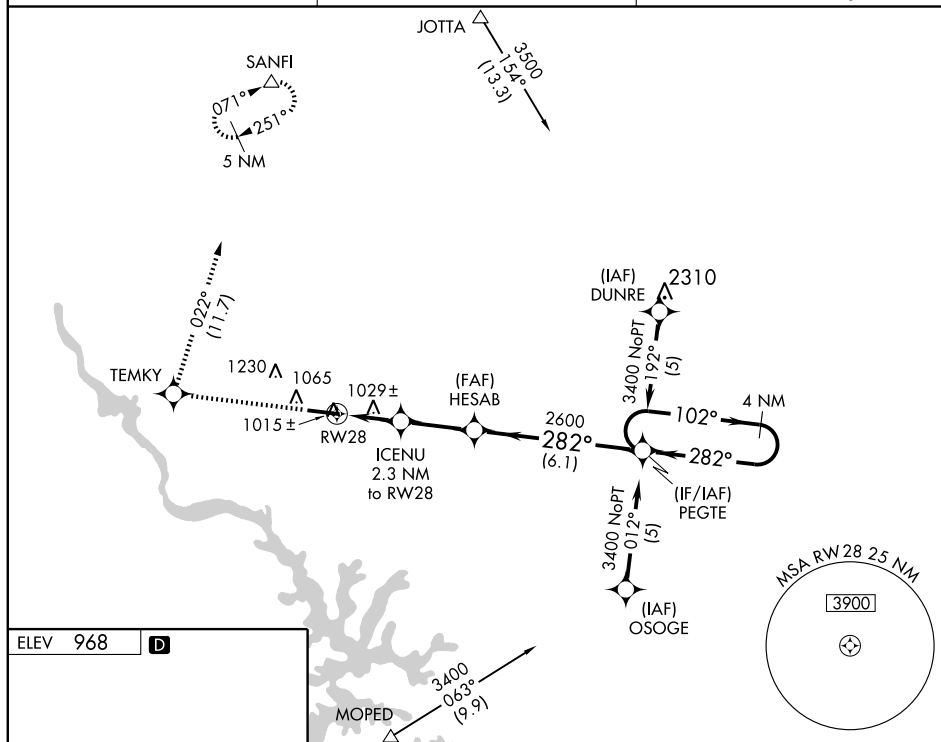 JOTTA
3500
154°
(13.3)
SANFI
071°
251°
5 NM
022°
(11.7)
TEMKY
1230
1065
1029±
1015±
RW28
ICENU
2.3 NM
to RW28
(FAF)
HESAB
2600
282°
(6.1)
(IAF)
DUNRE
2310
3400 NoPT
192°
(5)
102°
4 NM
282°
(IF/IAF)
PEGTE
3400 NoPT
012°
(5)
(IAF)
OSOGE
MSA RW28 25 NM
3900
ELEV 968 D
MOPED
3400
063°
(9.9)